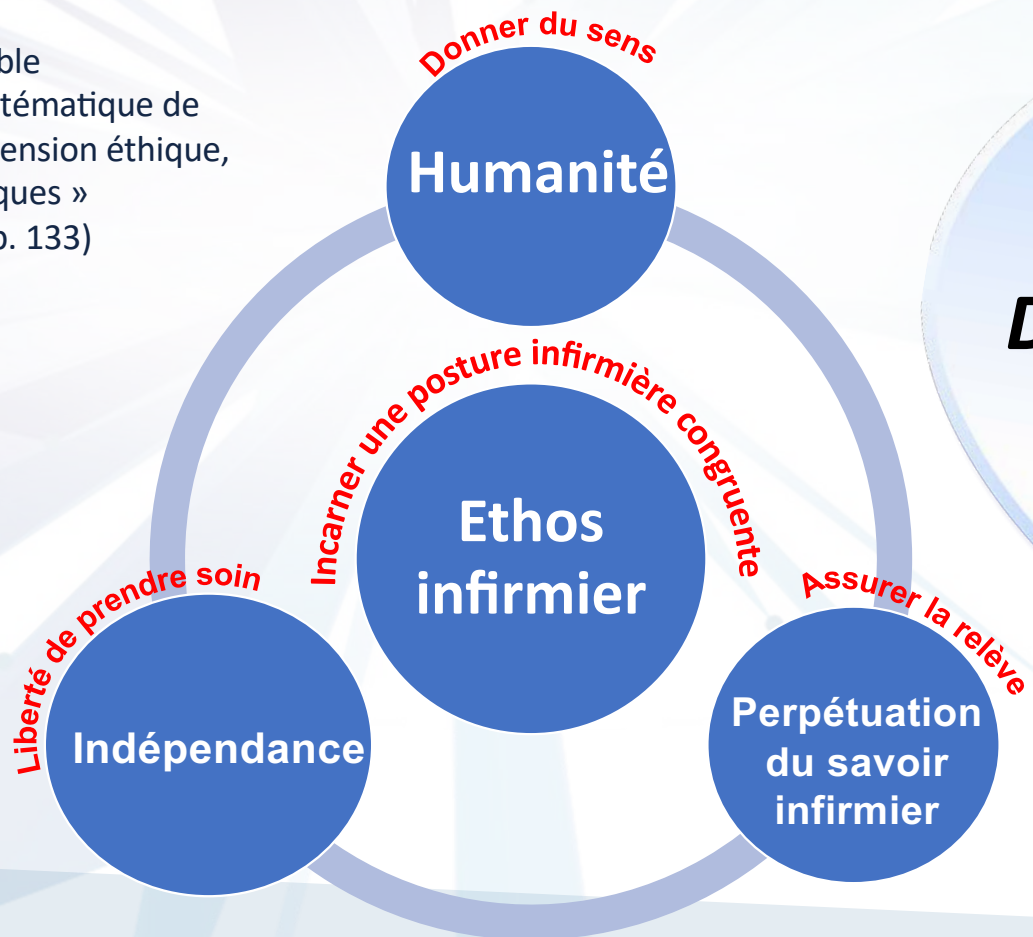 ble
tématique de
ension éthique,
ques »
p. 133)
Donner du sens
Humanité
D
Incarner une posture infirmière congruente
Ethos
infirmier
Liberté de prendre soin
Indépendance
Assurer la relève
Perpétuation
du savoir
infirmier